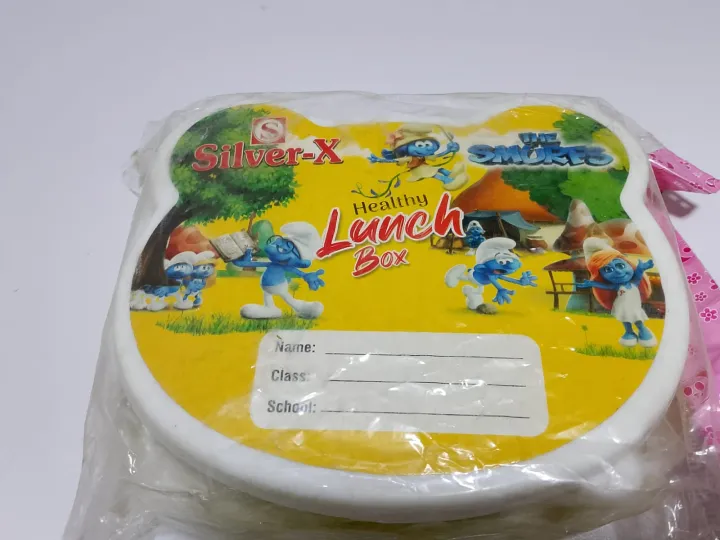 S
Silver-X
THE
SMURFS
Healthy
Lunch
Box
Name:
Class:
School: